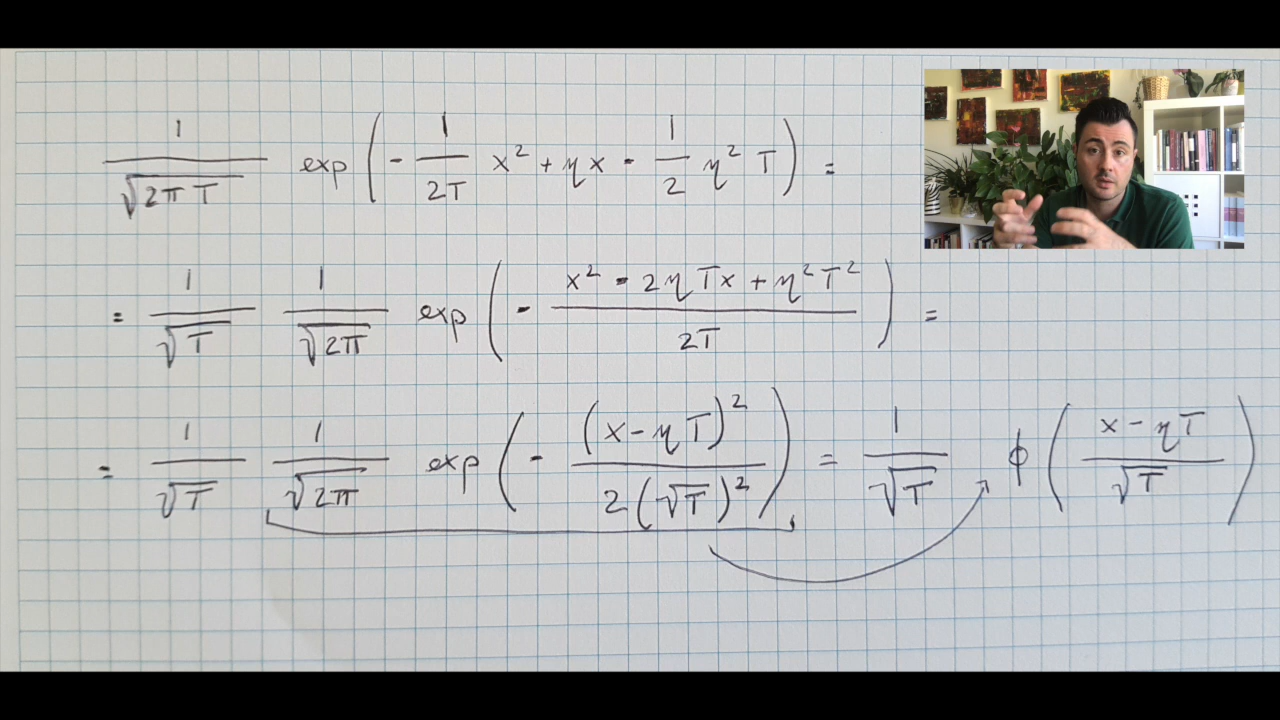 1/√(2πT) exp(-1/(2T) x² + ηx - 1/2 η² T) =
= 1/√T 1/√(2π) exp(-(x² - 2ηTx + η²T²)/(2T)) =
= 1/√T 1/√(2π) exp(-(x-ηT)²/(2(√T)²)) = 1/√T ϕ((x-ηT)/√T)